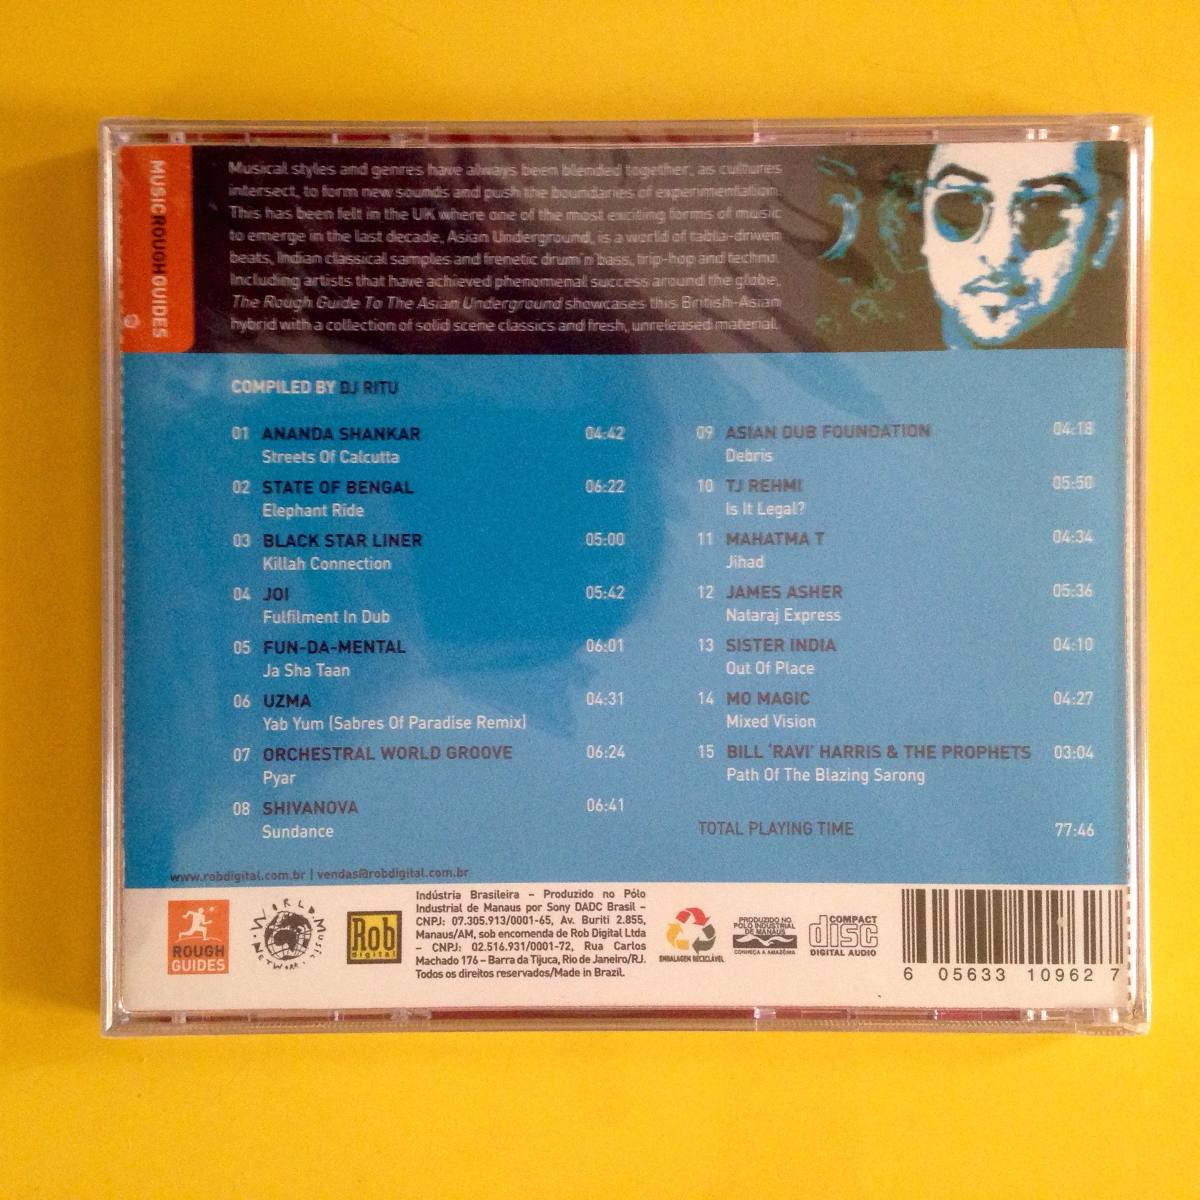 MUSIC ROUGH GUIDES
Musical styles and genres have always been blended together, as cultures
intersect, to form new sounds and push the boundaries of experimentation.
This has been felt in the UK where one of the most exciting forms of music
to emerge in the last decade, Asian Underground, is a world of tabla-driven
beats, Indian classical samples and frenetic drum'n'bass, trip-hop and techno.
Including artists that have achieved phenomenal success around the globe,
The Rough Guide To The Asian Underground showcases this British-Asian
hybrid with a collection of solid scene classics and fresh, unreleased material.
COMPILED BY DJ RITU
01 ANANDA SHANKAR 04:42
Streets Of Calcutta
02 STATE OF BENGAL 06:22
Elephant Ride
03 BLACK STAR LINER 05:00
Killah Connection
04 JOI 05:42
Fulfilment In Dub
05 FUN-DA-MENTAL 06:01
Ja Sha Taan
06 UZMA 04:31
Yab Yum (Sabres Of Paradise Remix)
07 ORCHESTRAL WORLD GROOVE 06:24
Pyar
08 SHIVANOVA 06:41
Sundance
09 ASIAN DUB FOUNDATION 04:18
Debris
10 TJ REHMI 05:50
Is It Legal?
11 MAHATMA T 04:34
Jihad
12 JAMES ASHER 05:36
Nataraj Express
13 SISTER INDIA 04:10
Out Of Place
14 MO MAGIC 04:27
Mixed Vision
15 BILL 'RAVI' HARRIS & THE PROPHETS 03:04
Path Of The Blazing Sarong
TOTAL PLAYING TIME 77:46
www.robdigital.com.br | vendas@robdigital.com.br
ROUGH
GUIDES
WORLD MUSIC NETWORK
Rob
digital
Indústria Brasileira – Produzido no Pólo
Industrial de Manaus por Sony DADC Brasil –
CNPJ: 07.305.913/0001-65, Av. Buriti 2.855,
Manaus/AM, sob encomenda de Rob Digital Ltda
– CNPJ: 02.516.931/0001-72, Rua Carlos
Machado 176 – Barra da Tijuca, Rio de Janeiro/RJ.
Todos os direitos reservados/Made in Brazil.
EMBALAGEM RECICLÁVEL
PRODUZIDO NO
PÓLO INDUSTRIAL
DE MANAUS
CONHEÇA A AMAZÔNIA
COMPACT
disc
DIGITAL AUDIO
6 05633 10962 7